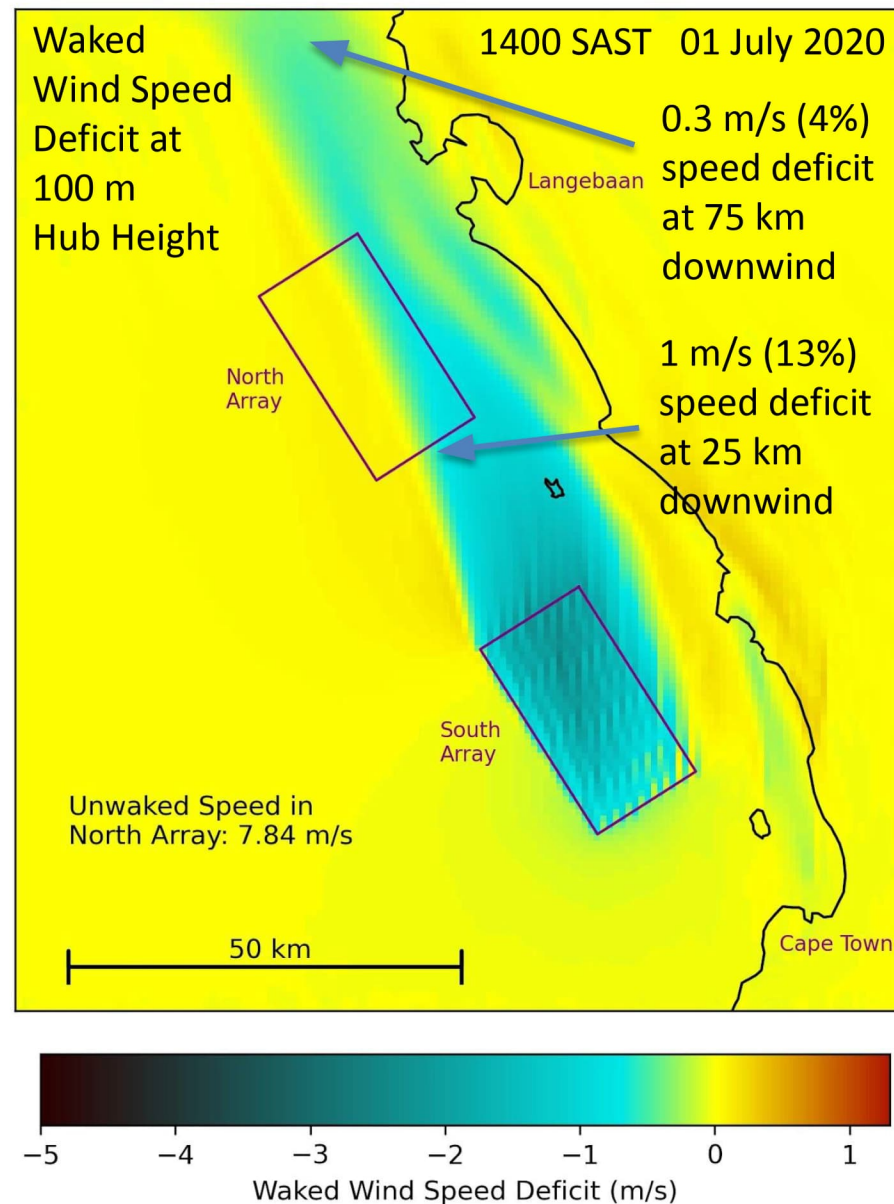 Waked
Wind Speed
Deficit at
100 m
Hub Height
1400 SAST   01 July 2020
0.3 m/s (4%)
speed deficit
at 75 km
downwind
Langebaan
1 m/s (13%)
speed deficit
at 25 km
downwind
North
Array
South
Array
Unwaked Speed in
North Array: 7.84 m/s
50 km
Cape Town
−5 −4 −3 −2 −1 0 1
Waked Wind Speed Deficit (m/s)